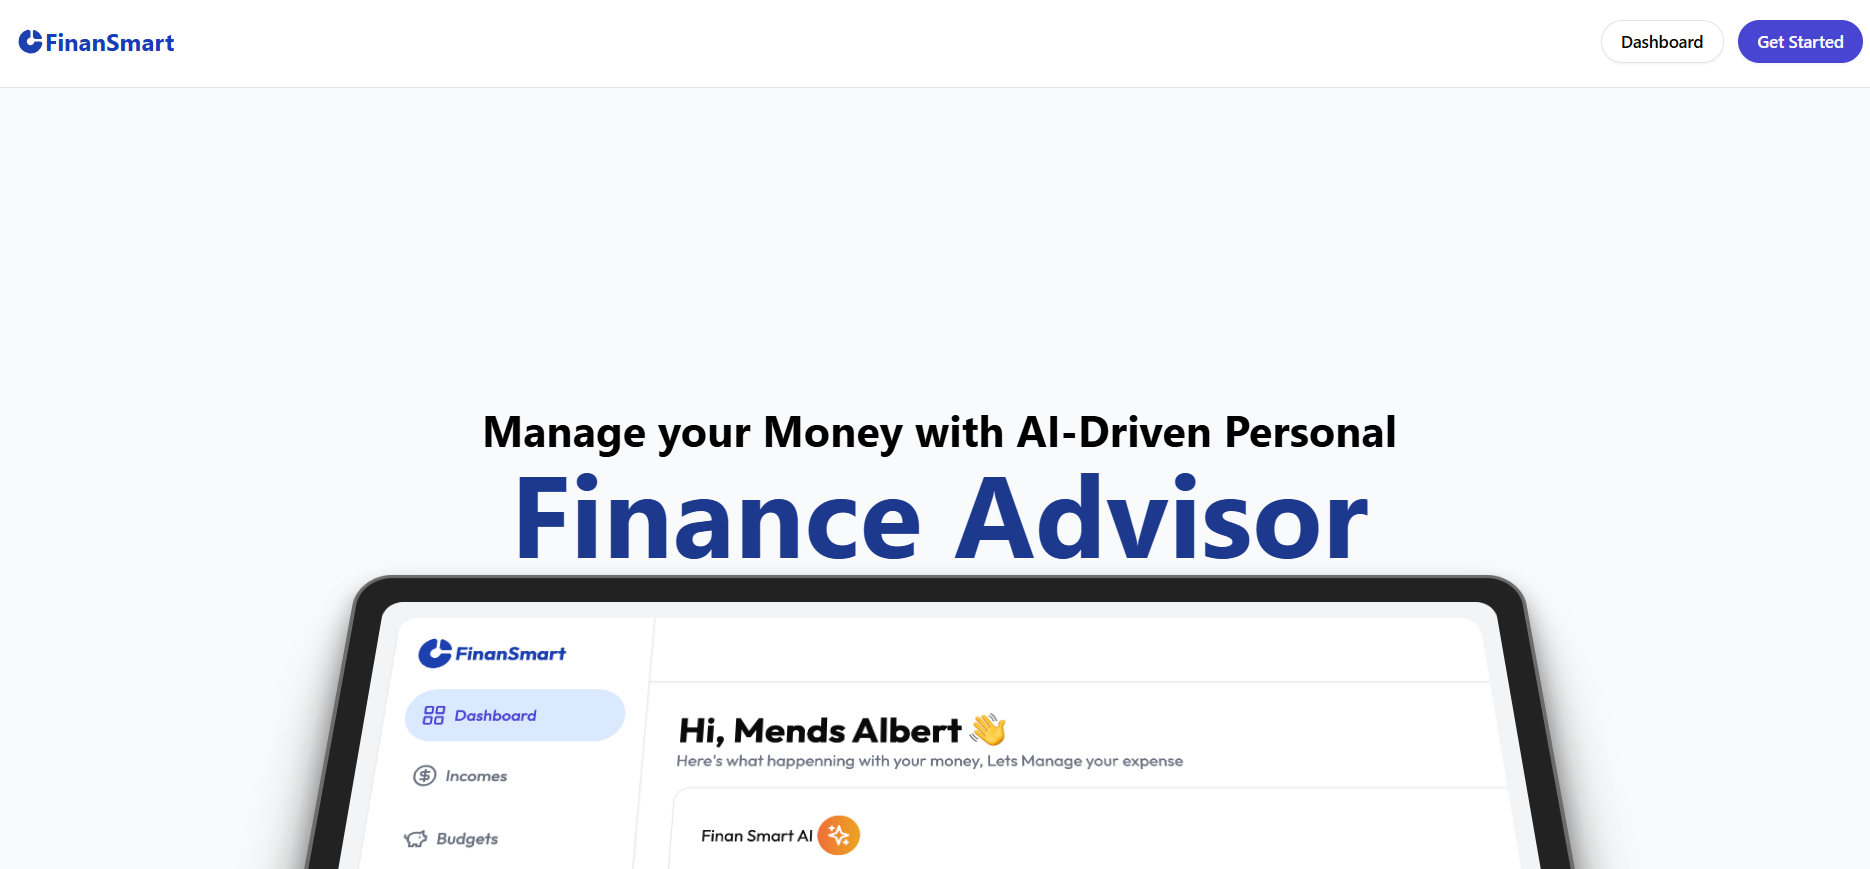 FinanSmart
Dashboard
Get Started
Manage your Money with AI-Driven Personal
Finance Advisor
FinanSmart
Dashboard
Incomes
Budgets
Hi, Mends Albert 👋
Here's what happenning with your money, Lets Manage your expense
Finan Smart AI